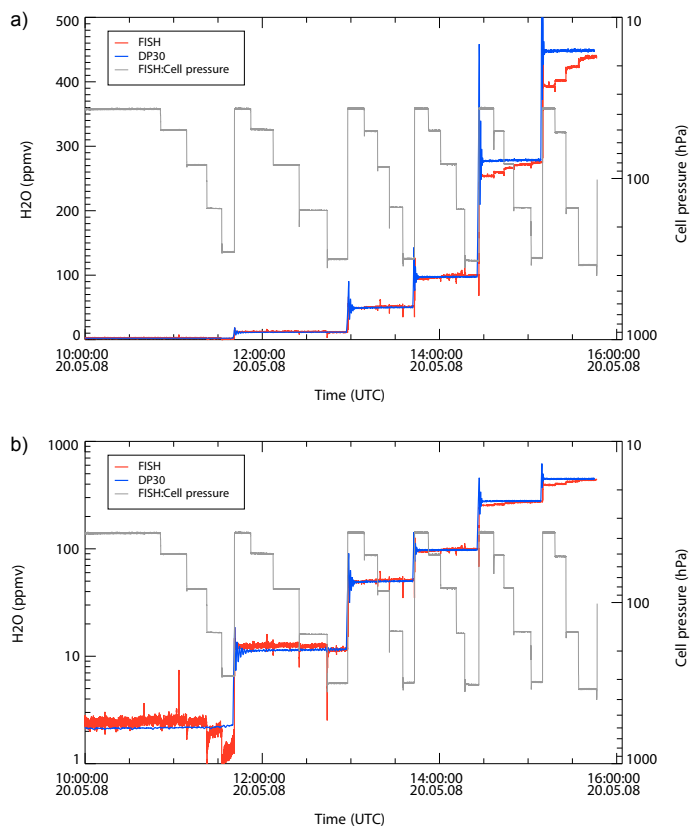 a)
500
400
300
200
100
0
H2O (ppmv)
FISH
DP30
FISH:Cell pressure
10
100
1000
Cell pressure (hPa)
10:00:00 12:00:00 14:00:00 16:00:00
20.05.08 20.05.08 20.05.08 20.05.08
Time (UTC)
b)
1000
100
10
1
H2O (ppmv)
FISH
DP30
FISH:Cell pressure
10
100
1000
Cell pressure (hPa)
10:00:00 12:00:00 14:00:00 16:00:00
20.05.08 20.05.08 20.05.08 20.05.08
Time (UTC)